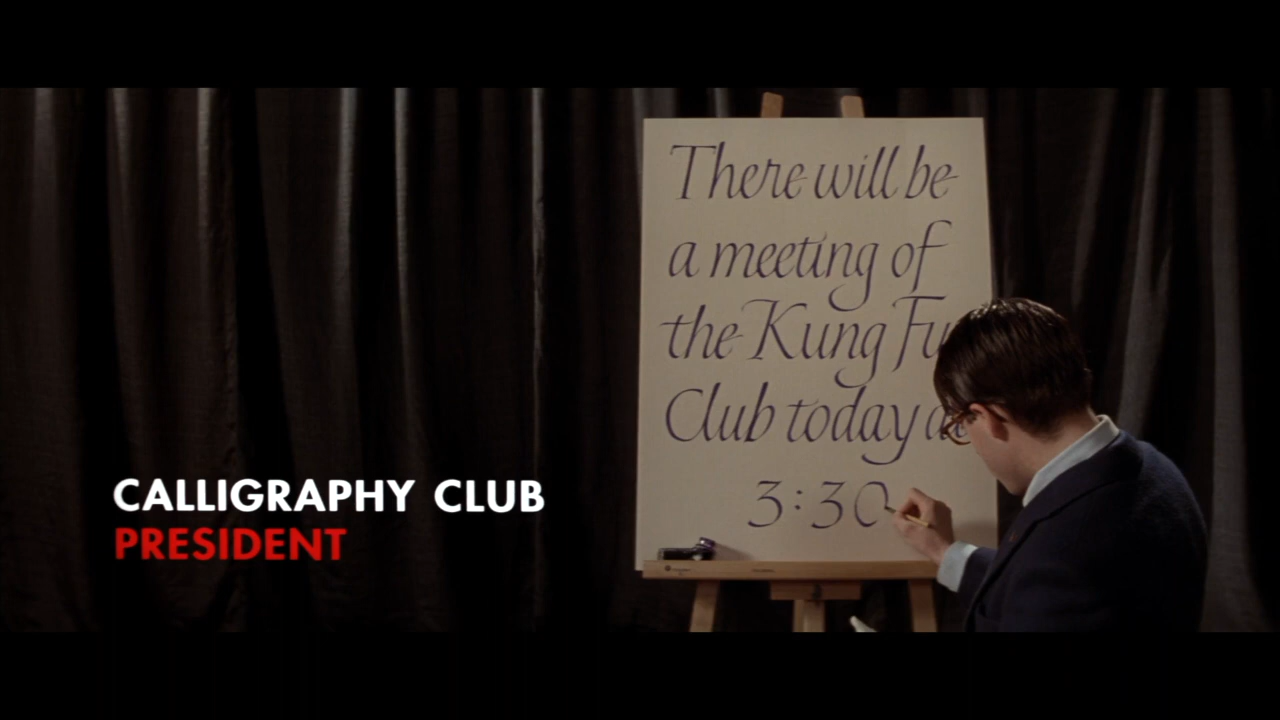 There will be
a meeting of
the Kung Fu
Club today
3:30
CALLIGRAPHY CLUB
PRESIDENT